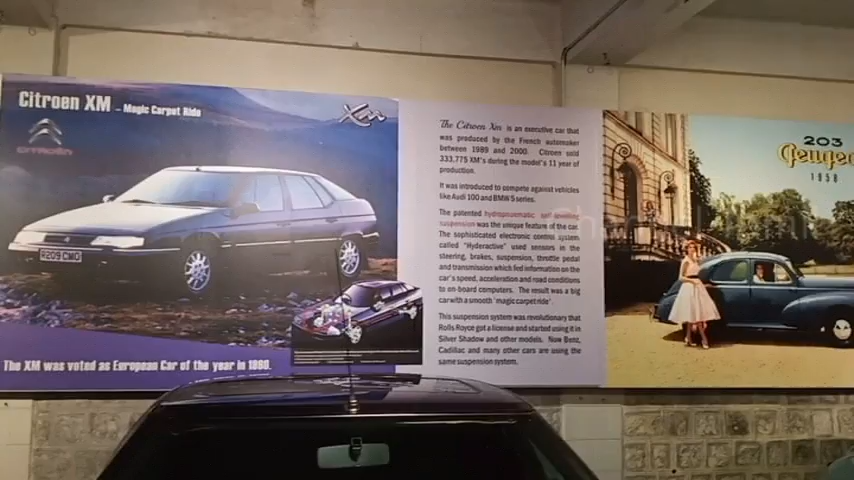 Citroen XM – Magic Carpet Ride
Xm
CITROËN
R209 CMO
The XM was voted as European Car of the year in 1989.
The Citroen Xm is an executive car that
was produced by the French automaker
between 1989 and 2000. Citroen sold
333,775 XM's during the model's 11 year of
production.
It was introduced to compete against vehicles
like Audi 100 and BMW 5 series.
The patented hydropneumatic self levelling
suspension was the unique feature of the car.
The sophisticated electronic control system
called "Hyderactive" used sensors in the
steering, brakes, suspension, throttle pedal
and transmission which fed information on the
car's speed, acceleration and road conditions
to on-board computers. The result was a big
car with a smooth 'magic carpet ride'.
This suspension system was revolutionary that
Rolls Royce got a license and started using it in
Silver Shadow and other models. Now Benz,
Cadillac and many other cars are using the
same suspension system.
203
Peugeo
1958